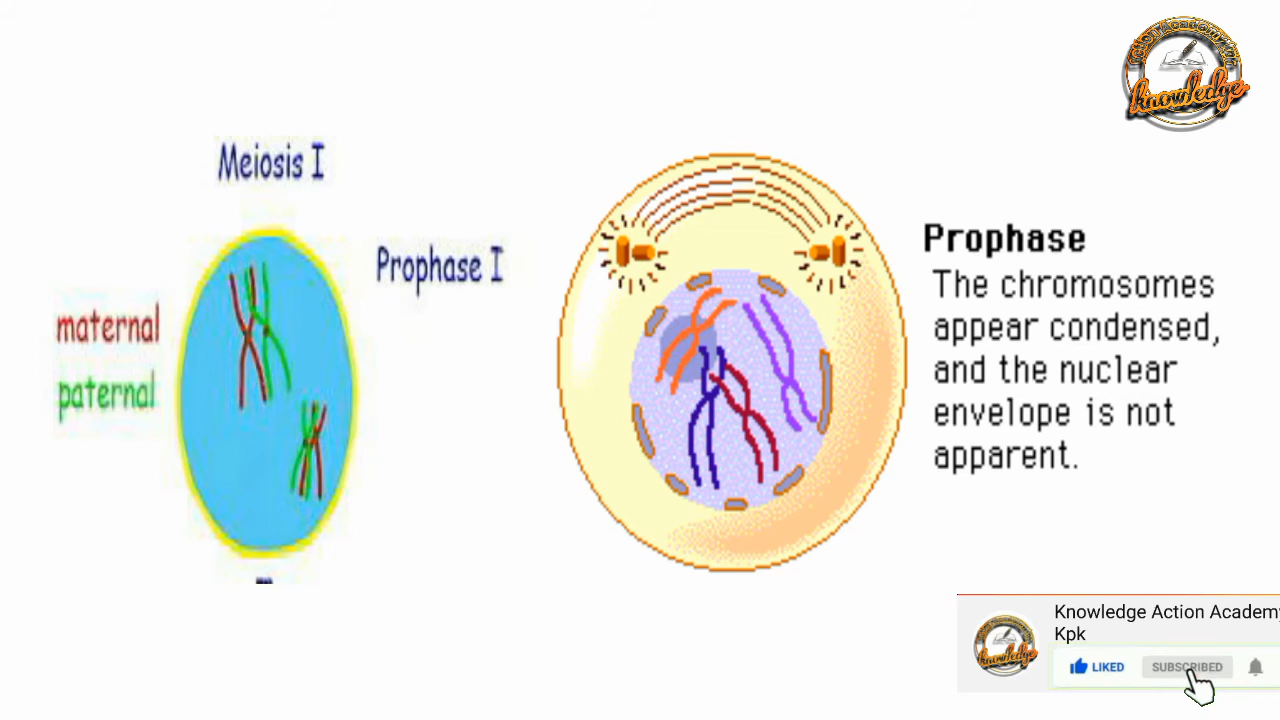 knowledge
Meiosis I
Prophase I
maternal
paternal
Prophase
The chromosomes
appear condensed,
and the nuclear
envelope is not
apparent.
Knowledge Action Academy
Kpk
knowledge
LIKED
SUBSCRIBED